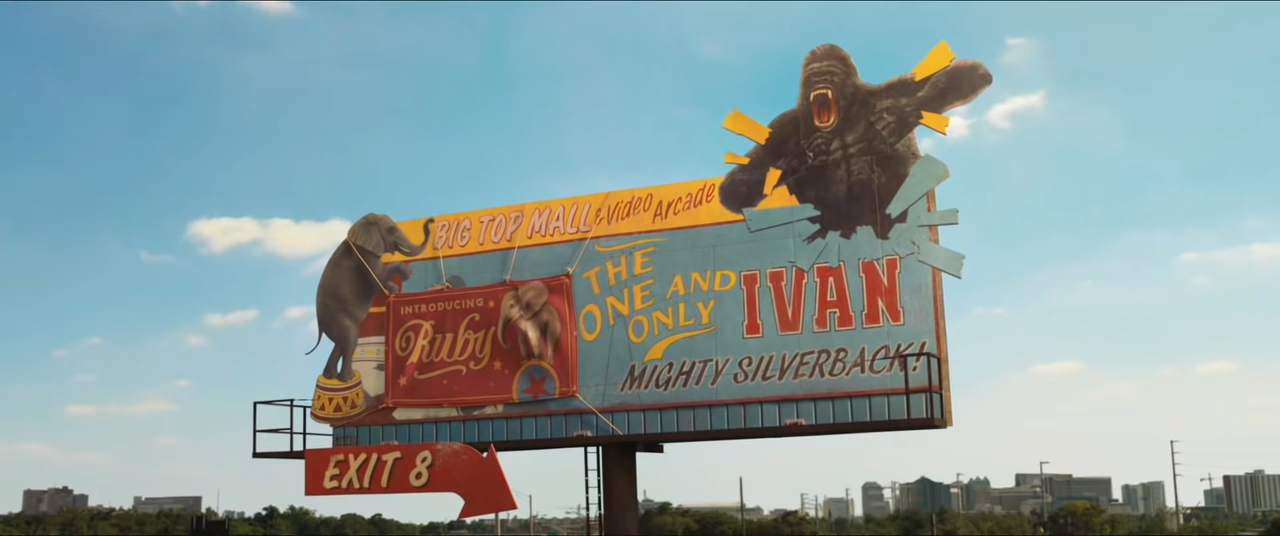 BIG TOP MALL & Video Arcade
INTRODUCING
Ruby
THE
ONE AND
ONLY
IVAN
MIGHTY SILVERBACK!
EXIT 8